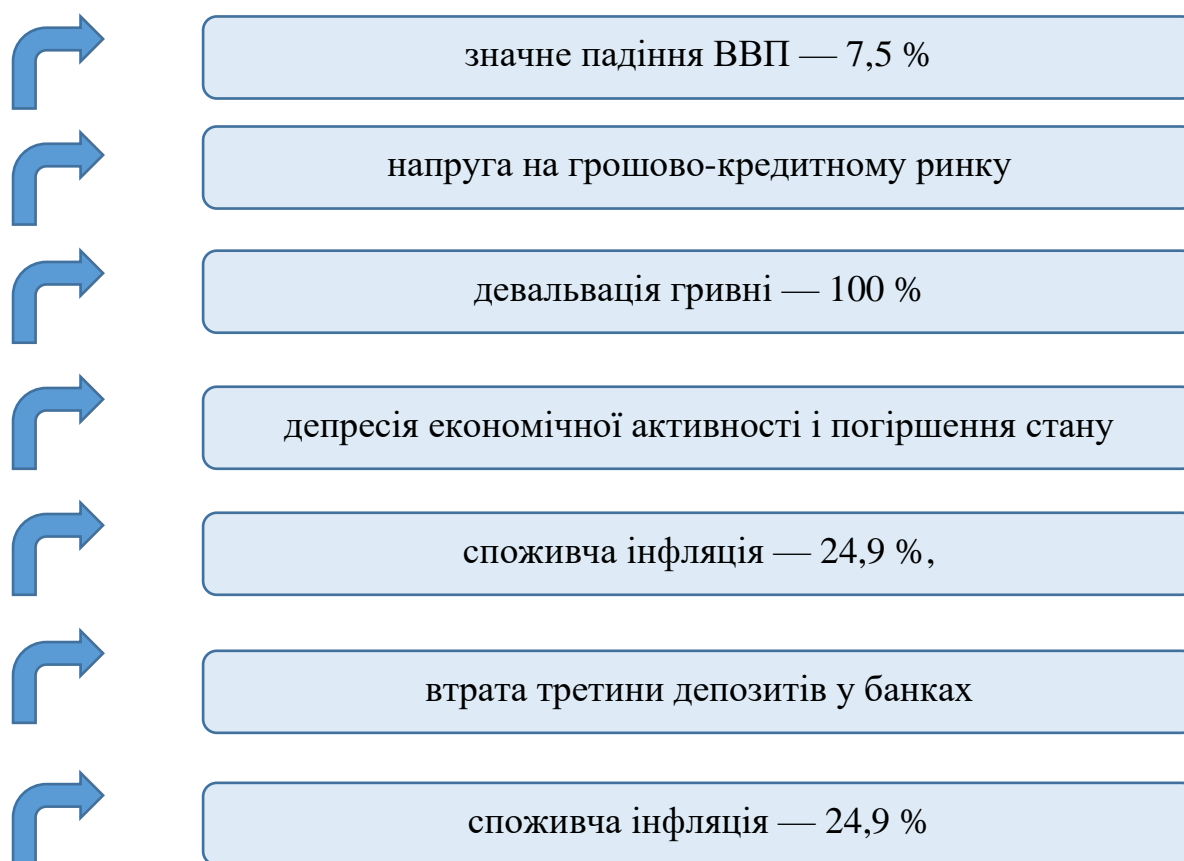 значне падіння ВВП — 7,5 %
напруга на грошово-кредитному ринку
девальвація гривні — 100 %
депресія економічної активності і погіршення стану
споживча інфляція — 24,9 %,
втрата третини депозитів у банках
споживча інфляція — 24,9 %